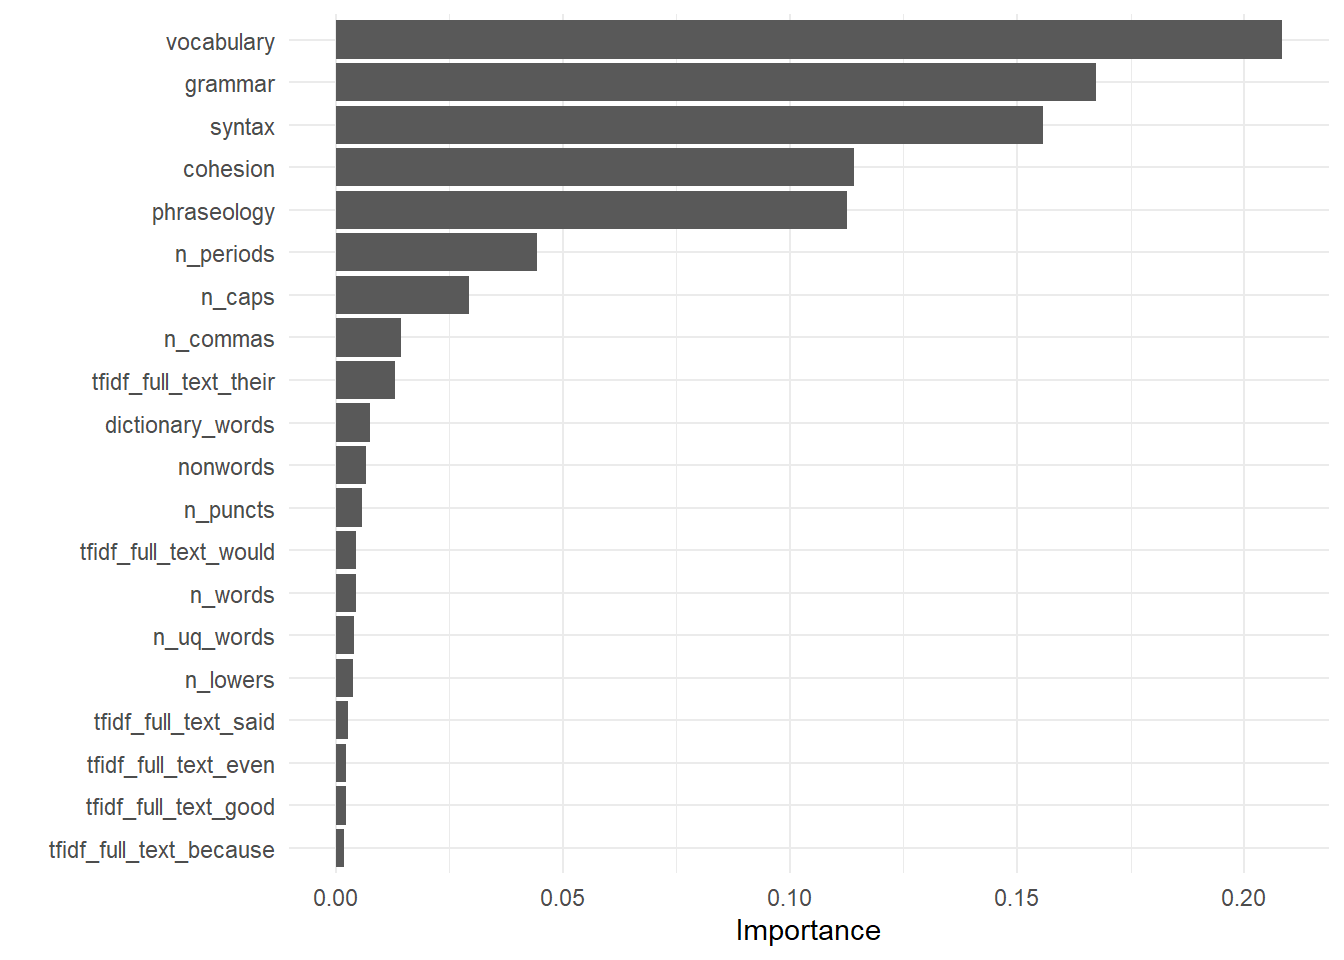 vocabulary
grammar
syntax
cohesion
phraseology
n_periods
n_caps
n_commas
tfidf_full_text_their
dictionary_words
nonwords
n_puncts
tfidf_full_text_would
n_words
n_uq_words
n_lowers
tfidf_full_text_said
tfidf_full_text_even
tfidf_full_text_good
tfidf_full_text_because
0.00 0.05 0.10 0.15 0.20
Importance